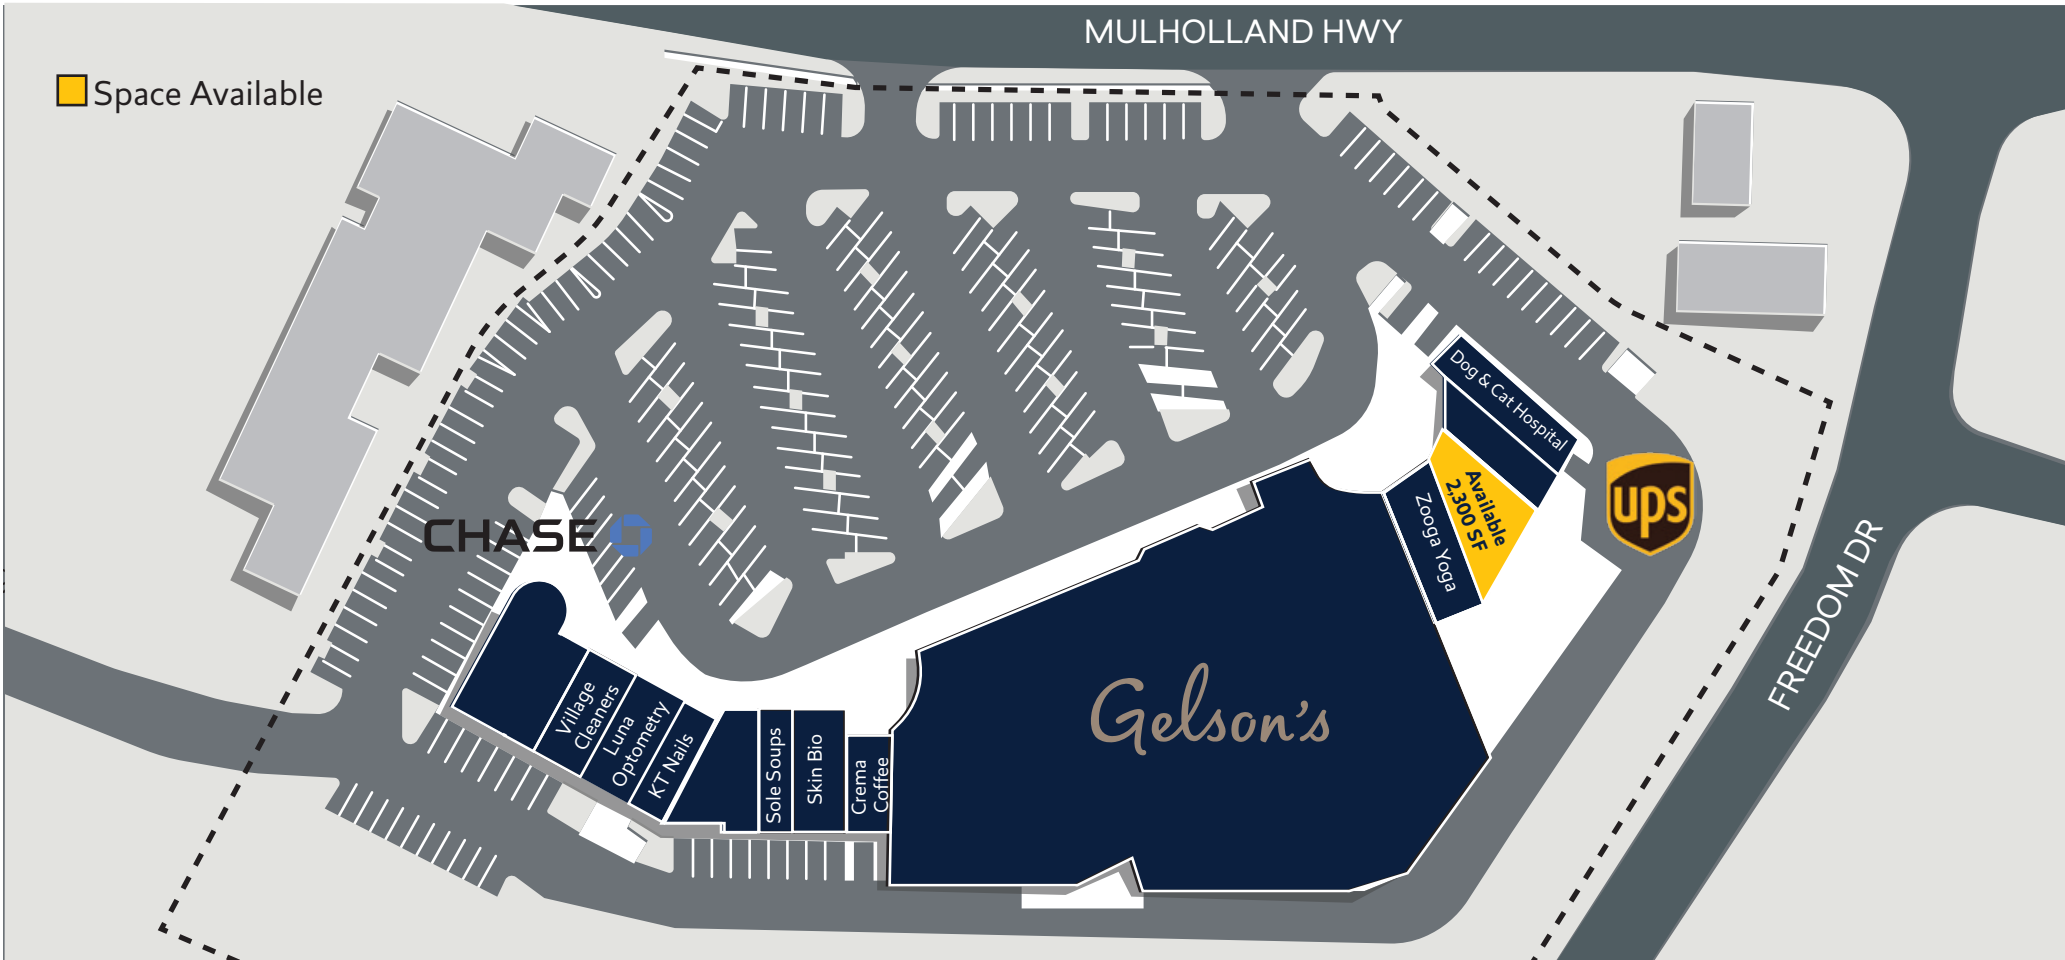 MULHOLLAND HWY
Space Available
Dog & Cat Hospital
Available
2,300 SF
Zooga Yoga
ups
CHASE
FREEDOM DR
Gelson's
Village
Cleaners
Luna
Optometry
KT Nails
Sole Soups
Skin Bio
Crema
Coffee